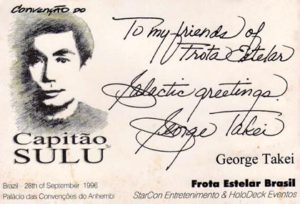 Convenção do
Capitão
SULU
To my friends of
Frota Estelar
Galactic greetings.
George Takei
George Takei
Brazil 28th of September 1996
Palácio das Convenções do Anhembi
Frota Estelar Brasil
StarCon Entretenimento & HoloDeck Eventos